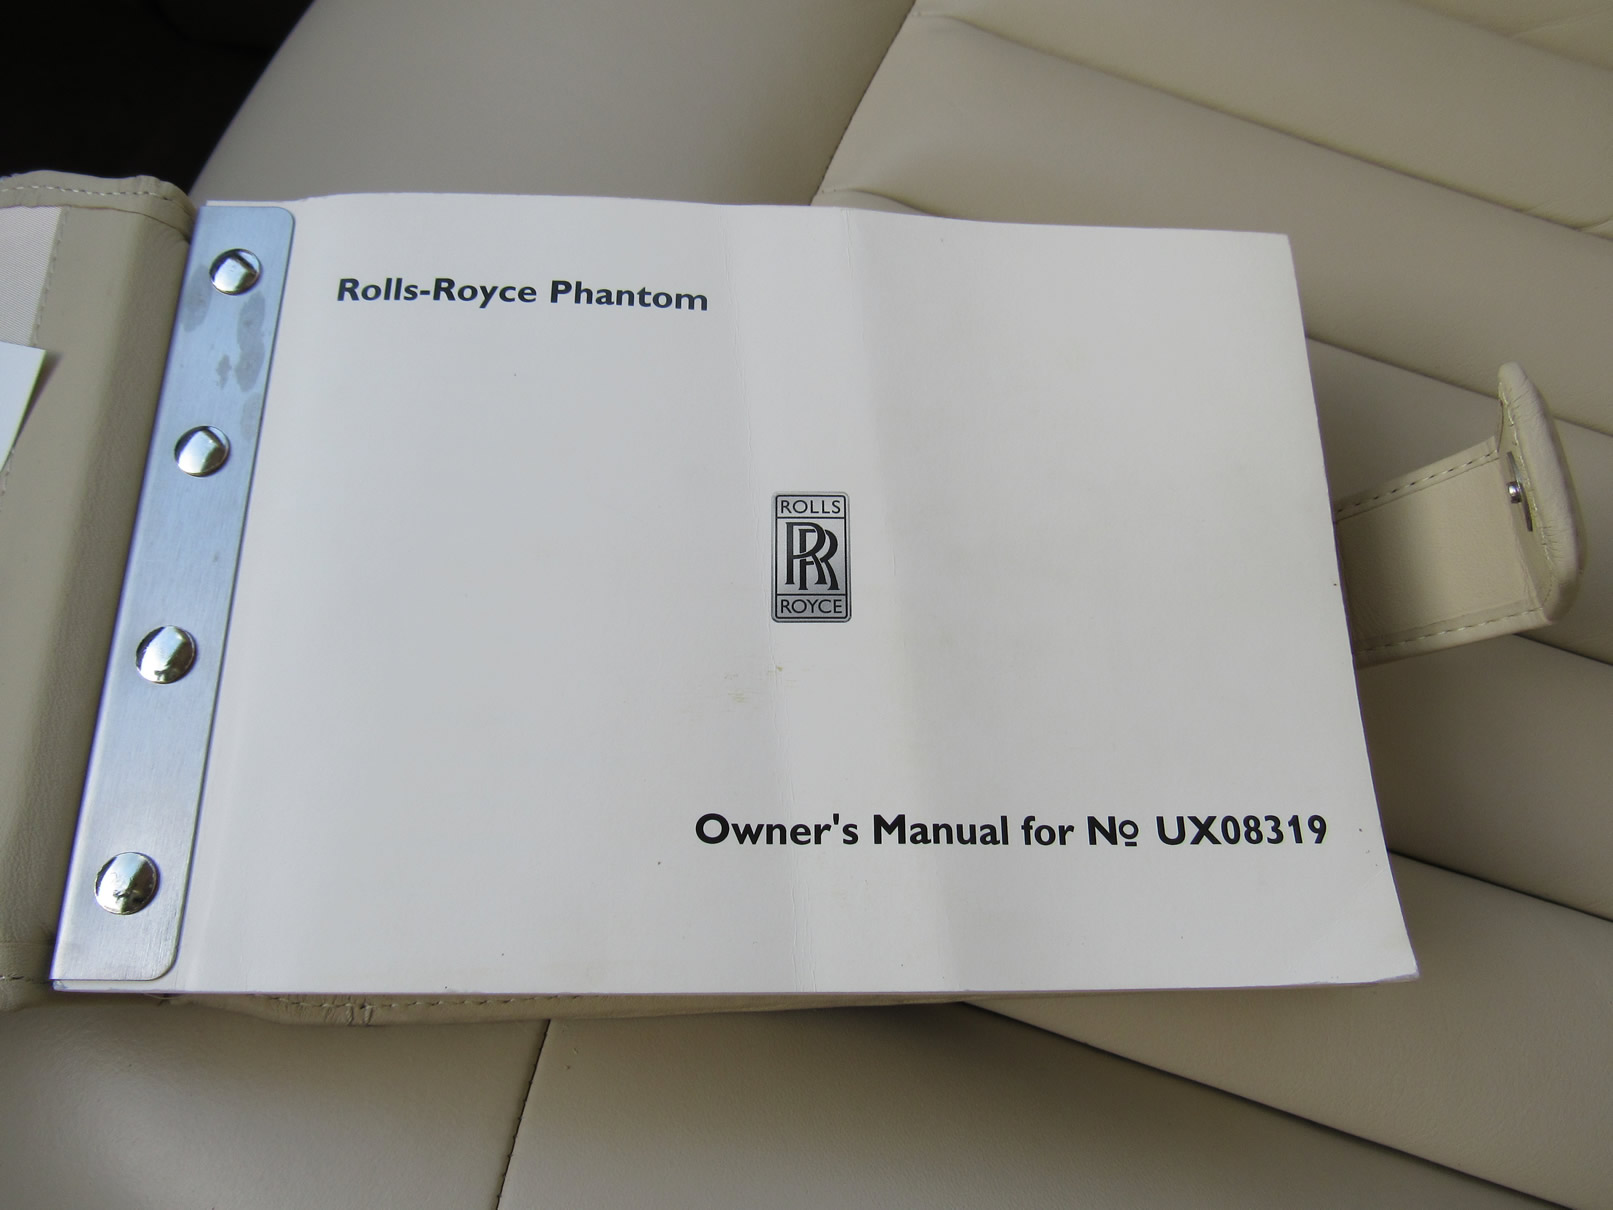 Rolls-Royce Phantom
ROLLS
RR
ROYCE
Owner's Manual for Nº UX08319